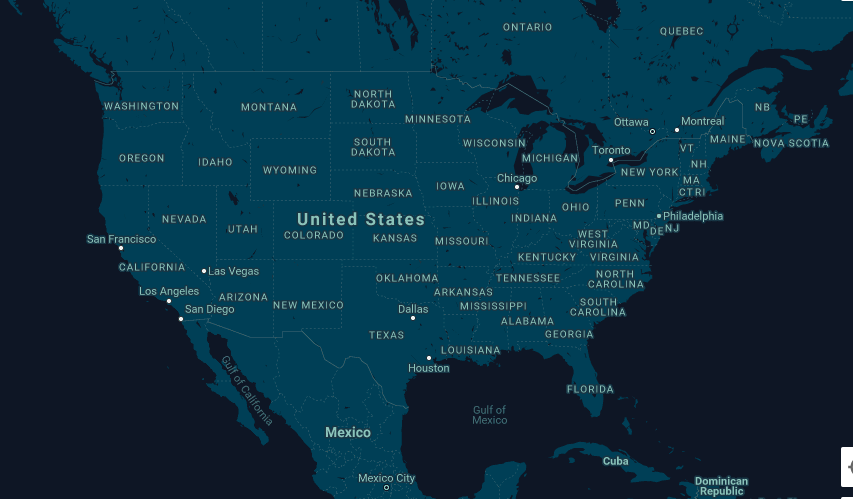 ONTARIO
QUEBEC
WASHINGTON
MONTANA
NORTH
DAKOTA
MINNESOTA
Ottawa
Montreal
NB
PE
MAINE
NOVA SCOTIA
OREGON
IDAHO
WYOMING
SOUTH
DAKOTA
WISCONSIN
MICHIGAN
Toronto
VT
NH
NEW YORK
MA
CT RI
Chicago
NEBRASKA
IOWA
ILLINOIS
INDIANA
OHIO
PENN
Philadelphia
NEVADA
UTAH
United States
COLORADO
KANSAS
MISSOURI
WEST
VIRGINIA
MD
DE
NJ
San Francisco
CALIFORNIA
Las Vegas
KENTUCKY
VIRGINIA
Los Angeles
ARIZONA
NEW MEXICO
OKLAHOMA
TENNESSEE
NORTH
CAROLINA
ARKANSAS
San Diego
Dallas
MISSISSIPPI
SOUTH
CAROLINA
ALABAMA
GEORGIA
TEXAS
LOUISIANA
Houston
Gulf of California
FLORIDA
Gulf of
Mexico
Mexico
Cuba
Mexico City
Dominican
Republic